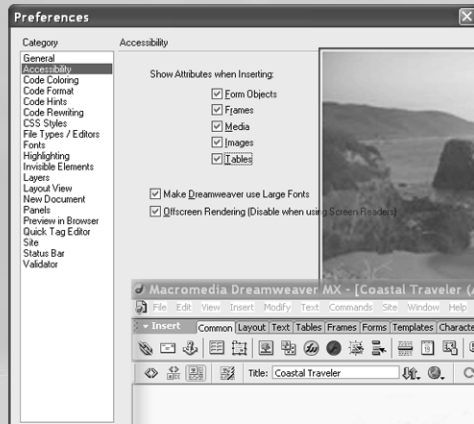 Preferences
Category
Accessibility
General
Accessibility
Code Coloring
Code Format
Code Hints
Code Rewriting
CSS Styles
File Types / Editors
Fonts
Highlighting
Invisible Elements
Layers
Layout View
New Document
Panels
Preview in Browser
Quick Tag Editor
Site
Status Bar
Validator
Show Attributes when Inserting:
Form Objects
Frames
Media
Images
Tables
Make Dreamweaver use Large Fonts
Offscreen Rendering (Disable when using Screen Readers)
Macromedia Dreamweaver MX - [Coastal Traveler (
File Edit View Insert Modify Text Commands Site Window Help
Insert Common Layout Text Tables Frames Forms Templates Characte
Title: Coastal Traveler